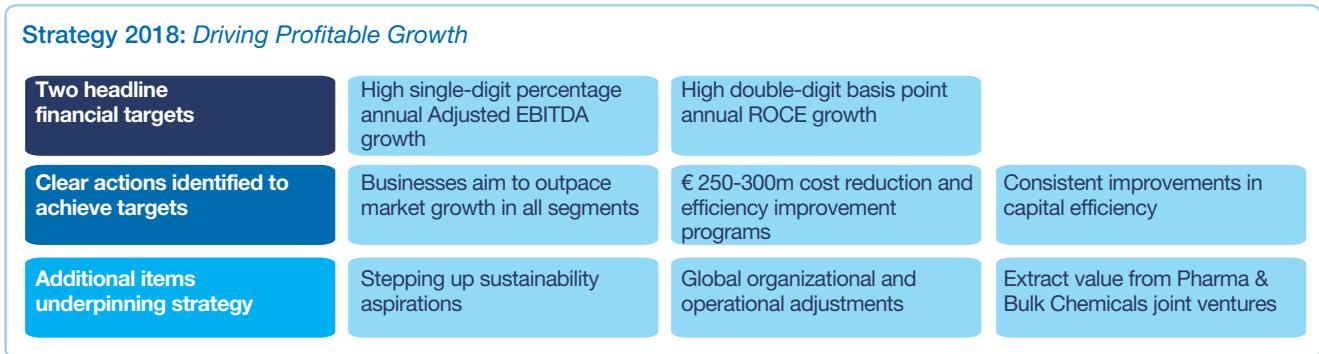 Strategy 2018: Driving Profitable Growth
Two headline
financial targets
High single-digit percentage
annual Adjusted EBITDA
growth
High double-digit basis point
annual ROCE growth
Clear actions identified to
achieve targets
Businesses aim to outpace
market growth in all segments
€ 250-300m cost reduction and
efficiency improvement
programs
Consistent improvements in
capital efficiency
Additional items
underpinning strategy
Stepping up sustainability
aspirations
Global organizational and
operational adjustments
Extract value from Pharma &
Bulk Chemicals joint ventures